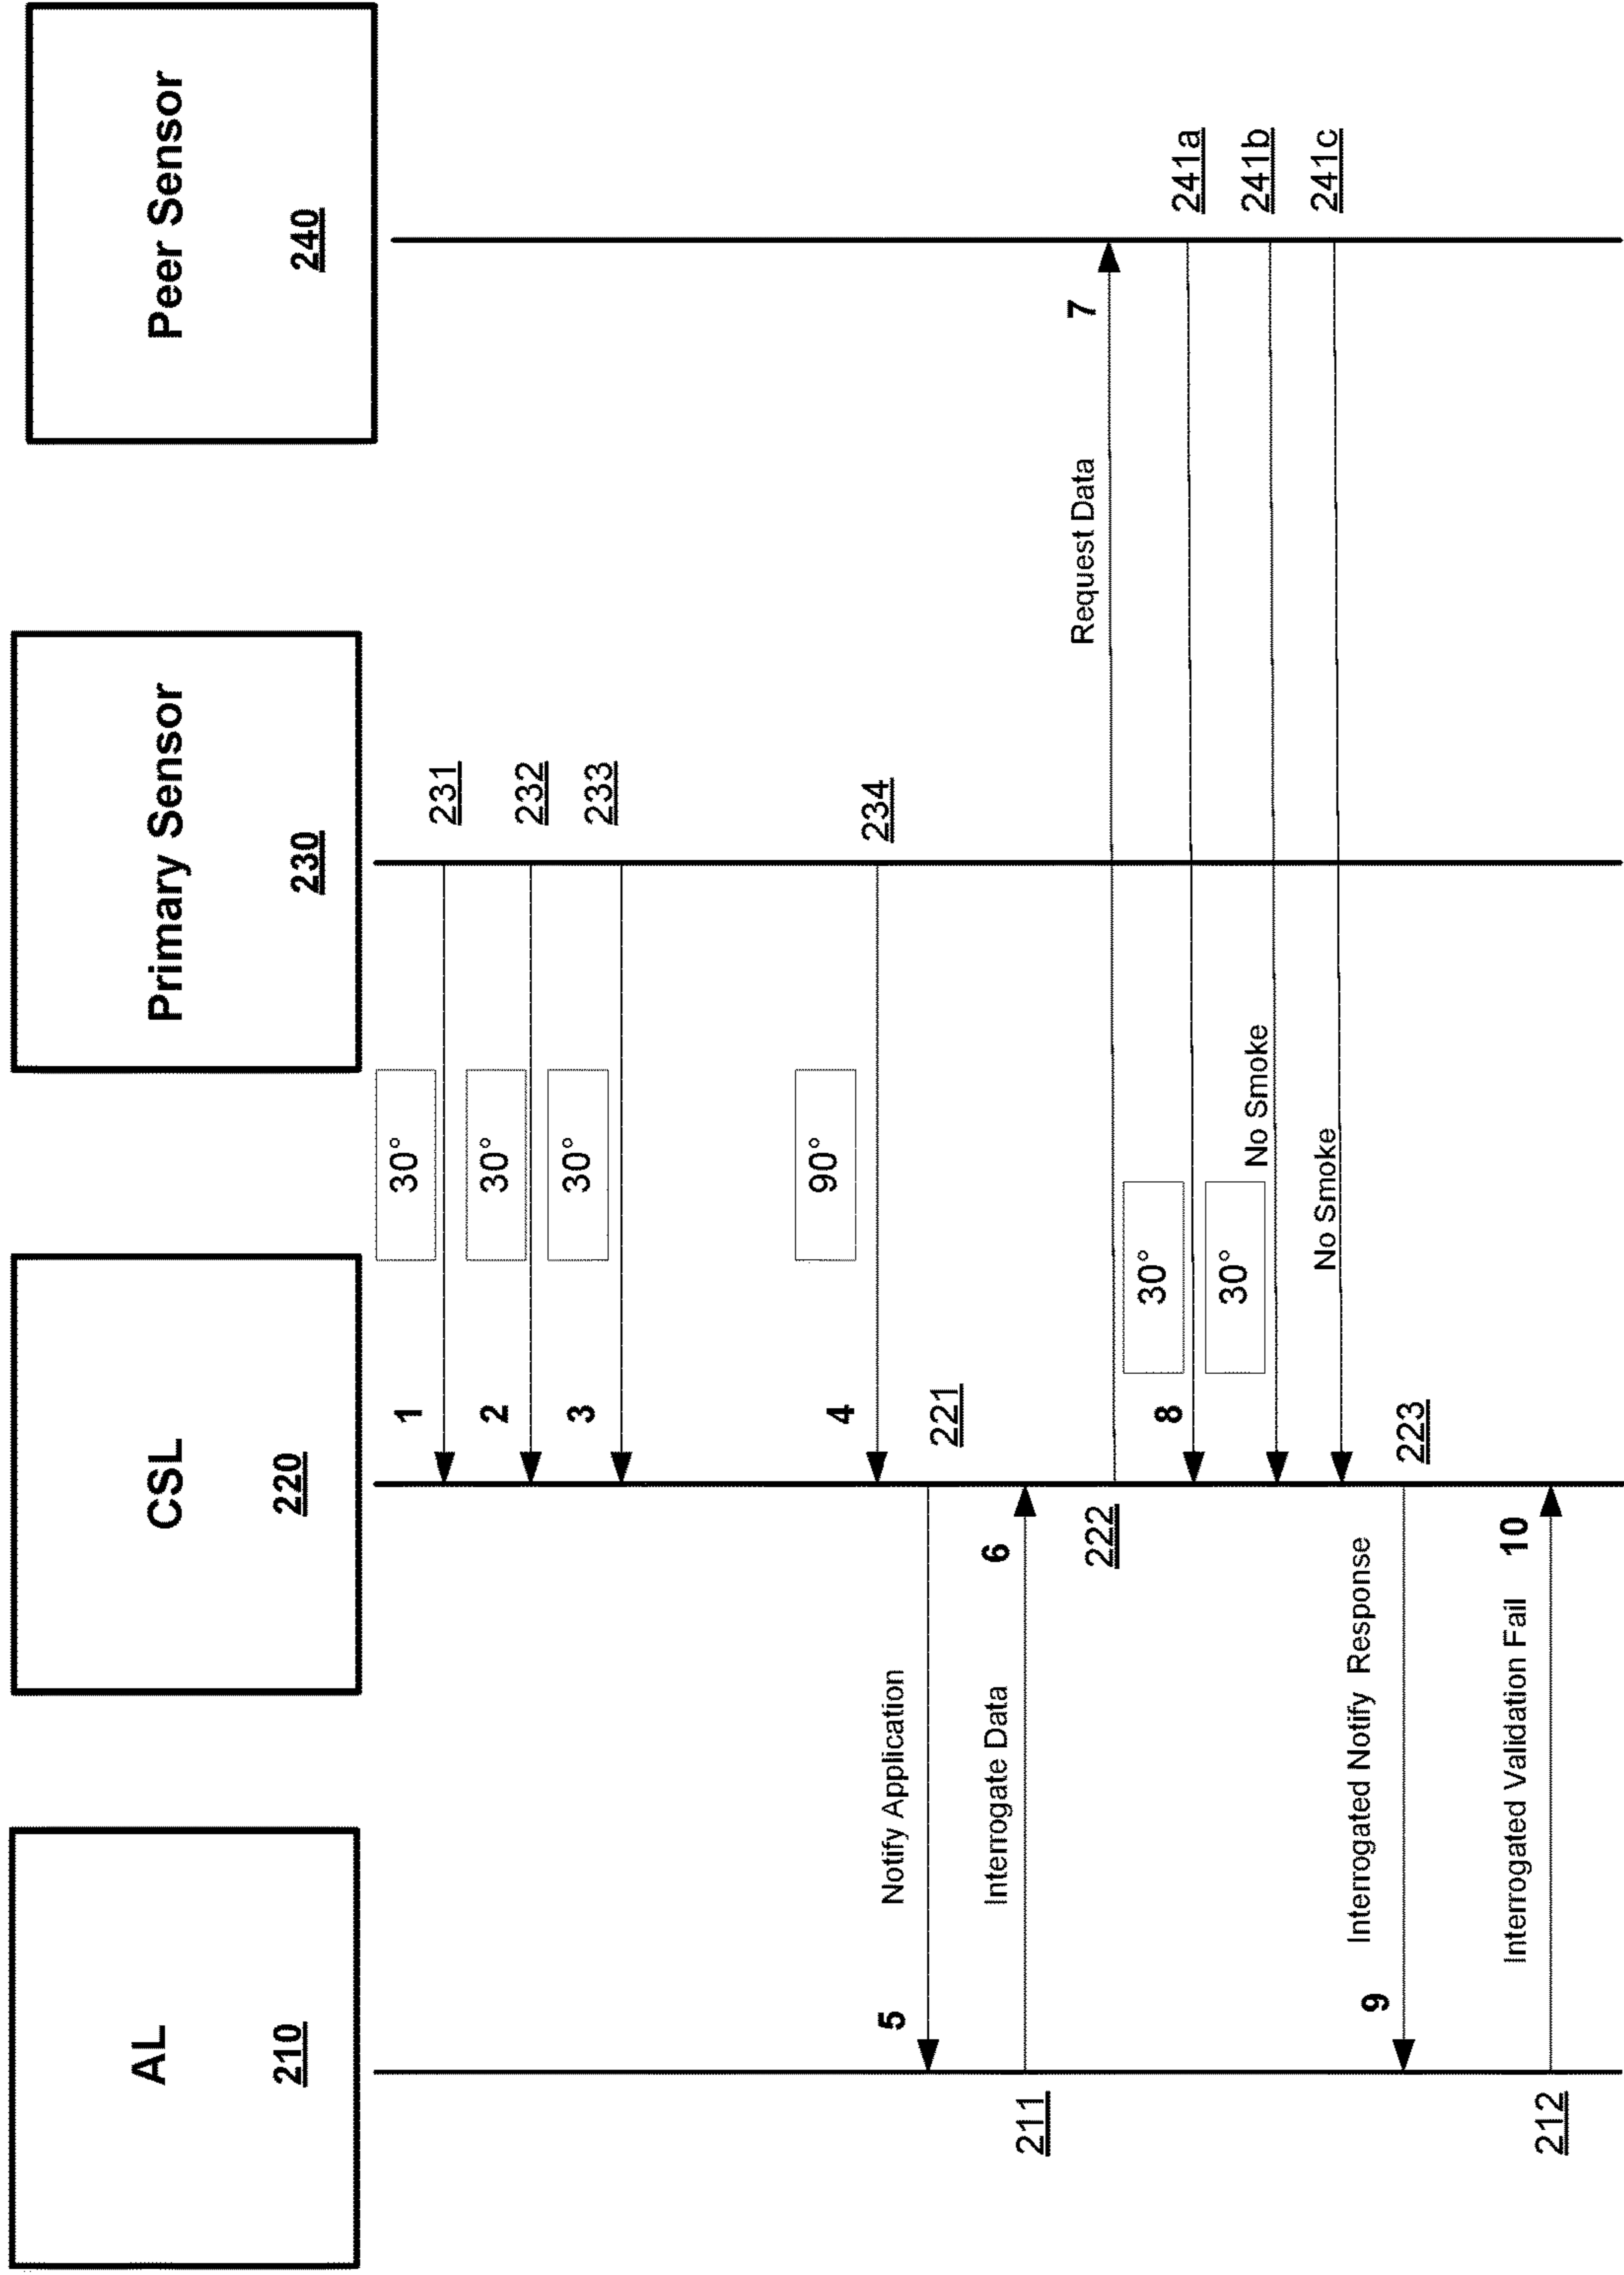 AL
210
CSL
220
Primary Sensor
230
Peer Sensor
240
30°
1
231
30°
2
232
30°
3
233
90°
4
234
Notify Application
5
221
Interrogate Data
6
211
Request Data
7
222
30°
8
241a
30°
No Smoke
241b
No Smoke
241c
Interrogated Notify Response
9
223
Interrogated Validation Fail
10
212